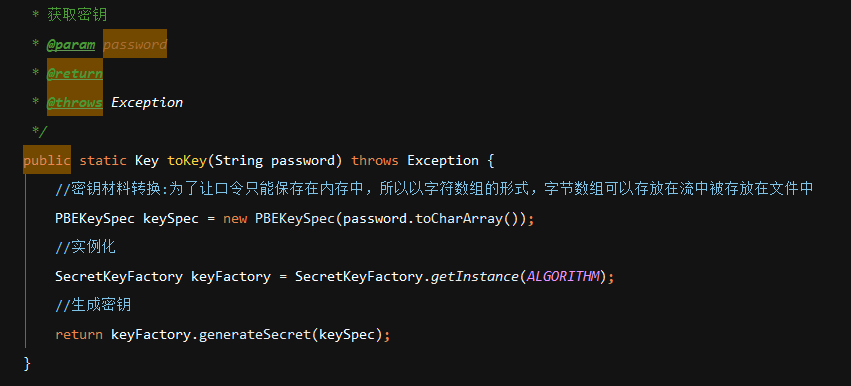 * 获取密钥
* @param password
* @return
* @throws Exception
*/
public static Key toKey(String password) throws Exception {
//密钥材料转换:为了让口令只能保存在内存中，所以以字符数组的形式，字节数组可以存放在流中被存放在文件中
PBEKeySpec keySpec = new PBEKeySpec(password.toCharArray());
//实例化
SecretKeyFactory keyFactory = SecretKeyFactory.getInstance(ALGORITHM);
//生成密钥
return keyFactory.generateSecret(keySpec);
}